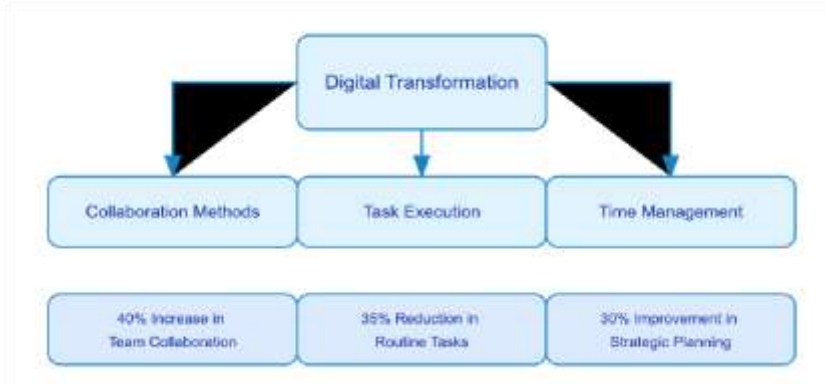 Digital Transformation
Collaboration Methods
Task Execution
Time Management
40% Increase in
Team Collaboration
35% Reduction in
Routine Tasks
30% Improvement in
Strategic Planning